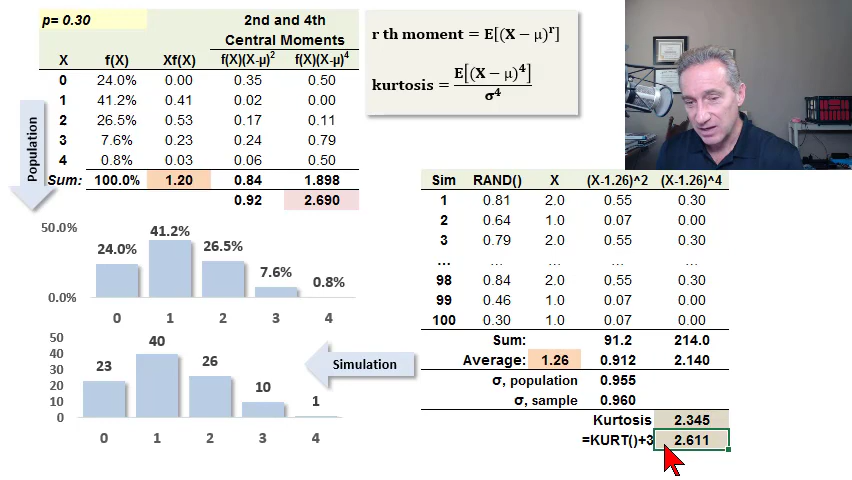 p= 0.30
2nd and 4th
Central Moments
X f(X) Xf(X) f(X)(X-μ)2 f(X)(X-μ)4
0 24.0% 0.00 0.35 0.50
1 41.2% 0.41 0.02 0.00
2 26.5% 0.53 0.17 0.11
3 7.6% 0.23 0.24 0.79
4 0.8% 0.03 0.06 0.50
Sum: 100.0% 1.20 0.84 1.898
0.92 2.690
Population
r th moment = E[(X − μ)r]
kurtosis = E[(X − μ)4] / σ4
50.0%
0.0%
24.0% 41.2% 26.5% 7.6% 0.8%
0 1 2 3 4
50
40
30
20
10
0
23 40 26 10 1
0 1 2 3 4
Simulation
Sim RAND() X (X-1.26)^2 (X-1.26)^4
1 0.81 2.0 0.55 0.30
2 0.64 1.0 0.07 0.00
3 0.79 2.0 0.55 0.30
... ... ... ...
98 0.84 2.0 0.55 0.30
99 0.46 1.0 0.07 0.00
100 0.30 1.0 0.07 0.00
Sum: 91.2 214.0
Average: 1.26 0.912 2.140
σ, population 0.955
σ, sample 0.960
Kurtosis 2.345
=KURT()+3 2.611